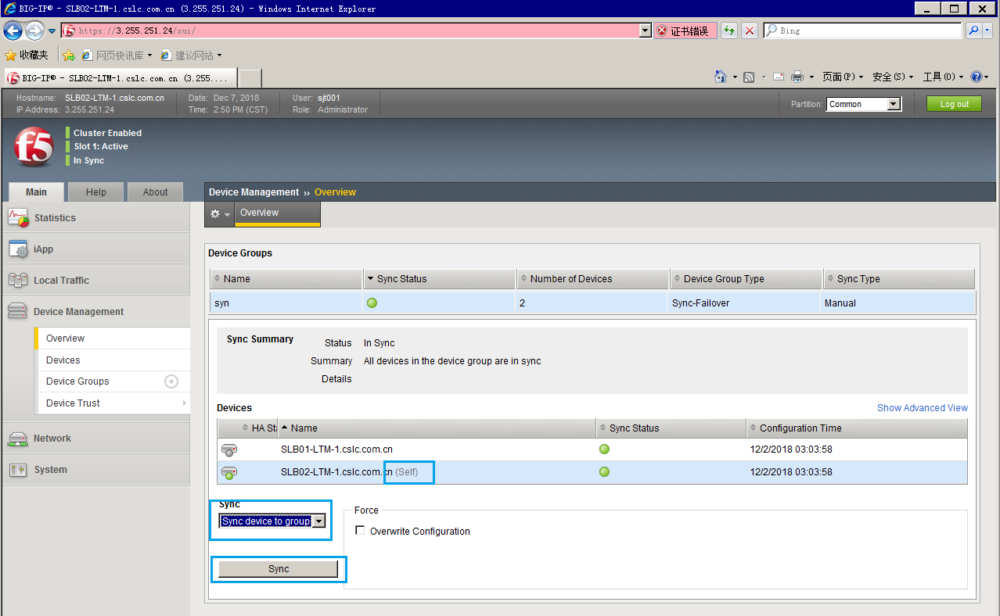 BIG-IP® - SLB02-LTM-1.cslc.com.cn (3.255.251.24) - Windows Internet Explorer
https://3.255.251.24/xui/
证书错误
Bing
收藏夹
网页快讯库
建议网站
BIG-IP® - SLB02-LTM-1.cslc.com.cn (3.255....
页面(P)
安全(S)
工具(O)
Hostname: SLB02-LTM-1.cslc.com.cn
Date: Dec 7, 2018
User: sjt001
IP Address: 3.255.251.24
Time: 2:50 PM (CST)
Role: Administrator
Partition: Common
Log out
f5
Cluster Enabled
Slot 1: Active
In Sync
Main
Help
About
Device Management ›› Overview
Overview
Statistics
iApp
Local Traffic
Device Management
Overview
Devices
Device Groups
Device Trust
Network
System
Device Groups
Name Sync Status Number of Devices Device Group Type Sync Type
syn 2 Sync-Failover Manual
Sync Summary
Status In Sync
Summary All devices in the device group are in sync
Details
Devices
Show Advanced View
HA Sta Name Sync Status Configuration Time
SLB01-LTM-1.cslc.com.cn 12/2/2018 03:03:58
SLB02-LTM-1.cslc.com.cn (Self) 12/2/2018 03:03:58
Sync
Sync device to group
Force
Overwrite Configuration
Sync